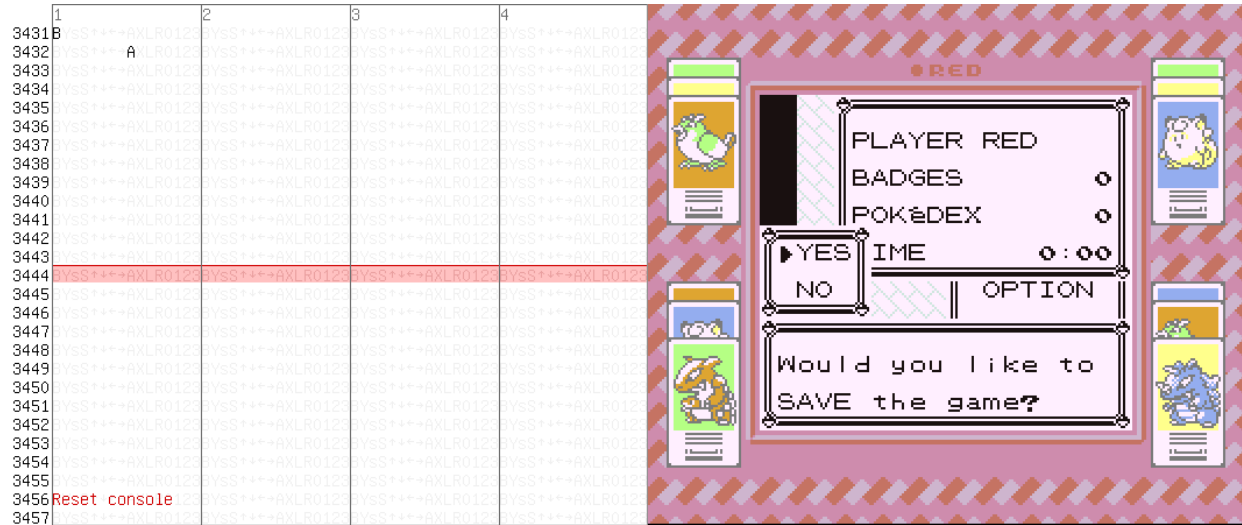 1 2 3 4
3431 B
3432 A
3433
3434
3435
3436
3437
3438
3439
3440
3441
3442
3443
3444
3445
3446
3447
3448
3449
3450
3451
3452
3453
3454
3455
3456 Reset console
3457
RED
PLAYER RED
BADGES 0
POKéDEX 0
YES IME 0:00
NO OPTION
Would you like to
SAVE the game?